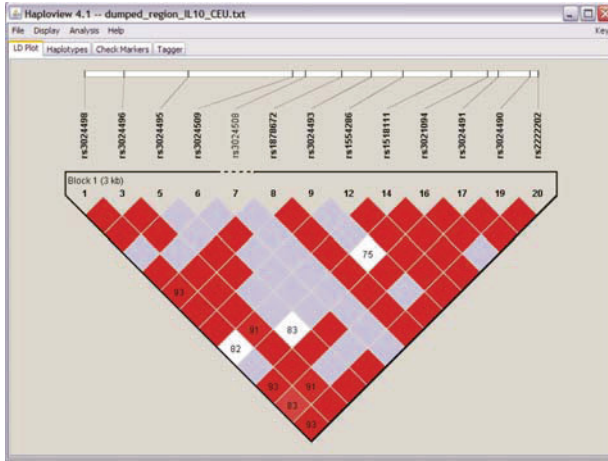 Haploview 4.1 -- dumped_region_IL10_CEU.txt
File Display Analysis Help Key
LD Plot Haplotypes Check Markers Tagger
rs3024498 rs3024496 rs3024495 rs3024509 rs3024508 rs1878672 rs3024493 rs1554286 rs1518111 rs3021094 rs3024491 rs3024490 rs2222202
Block 1 (3 kb)
1 3 5 6 7 8 9 12 14 16 17 19 20
75
93
91 83
82
93 91
83
93